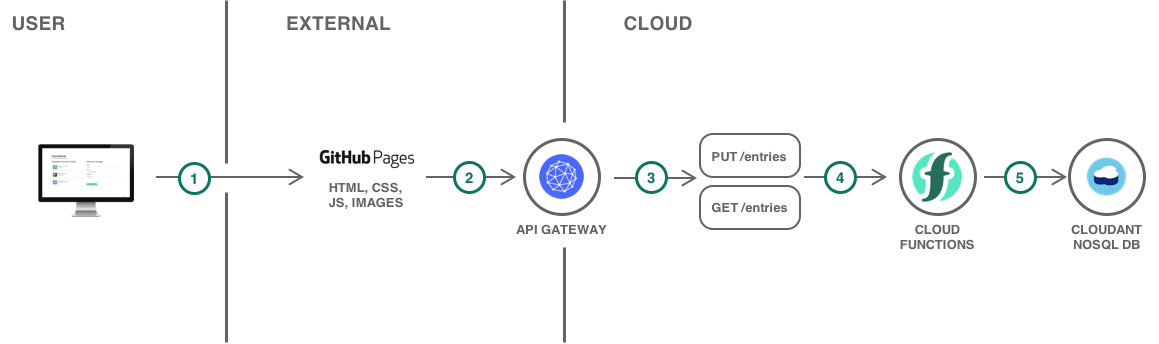 USER
EXTERNAL
CLOUD
1
GitHub Pages
HTML, CSS,
JS, IMAGES
2
API GATEWAY
3
PUT /entries
GET /entries
4
CLOUD
FUNCTIONS
5
CLOUDANT
NOSQL DB